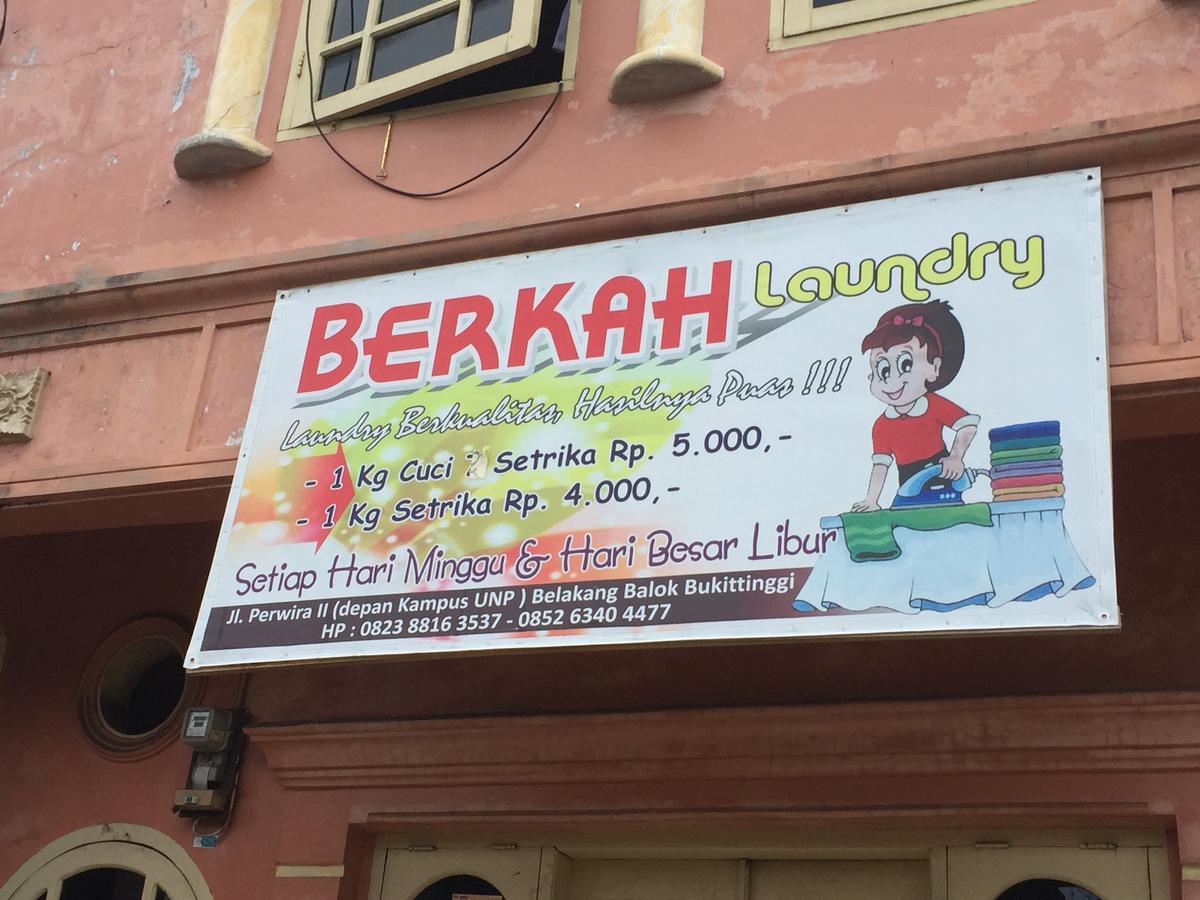 BERKAH Laundry
Laundry Berkualitas, Hasilnya Puas !!!
- 1 Kg Cuci Setrika Rp. 5.000,-
- 1 Kg Setrika Rp. 4.000,-
Setiap Hari Minggu & Hari Besar Libur
Jl. Perwira II (depan Kampus UNP ) Belakang Balok Bukittinggi
HP : 0823 8816 3537 - 0852 6340 4477